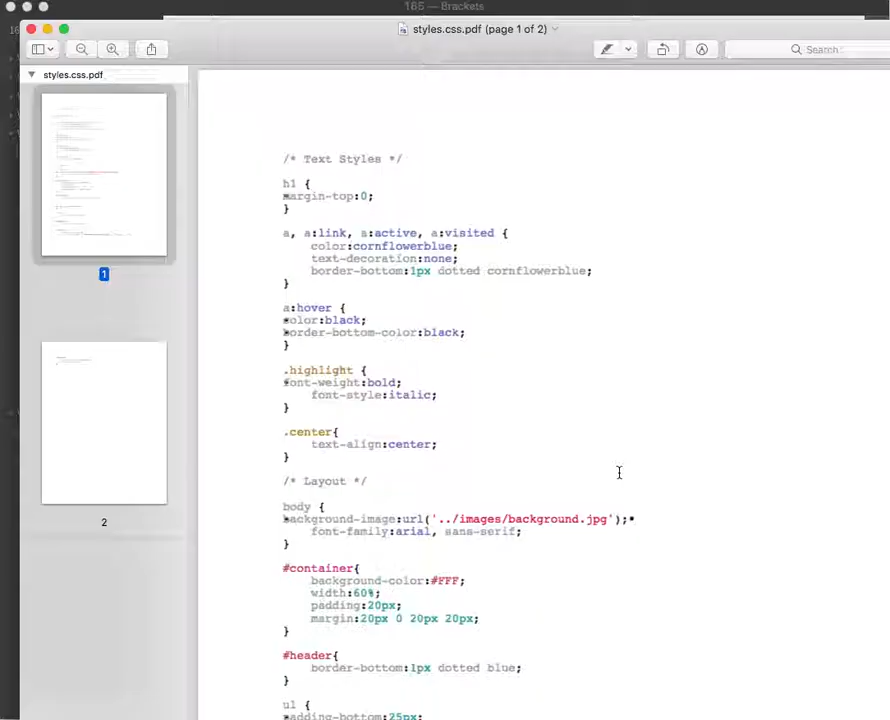 165 — Brackets
styles.css.pdf (page 1 of 2)
Search
styles.css.pdf
1
2
/* Text Styles */
h1 {
margin-top:0;
}
a, a:link, a:active, a:visited {
color:cornflowerblue;
text-decoration:none;
border-bottom:1px dotted cornflowerblue;
}
a:hover {
color:black;
border-bottom-color:black;
}
.highlight {
font-weight:bold;
font-style:italic;
}
.center{
text-align:center;
}
/* Layout */
body {
background-image:url('../images/background.jpg');
font-family:arial, sans-serif;
}
#container{
background-color:#FFF;
width:60%;
padding:20px;
margin:20px 0 20px 20px;
}
#header{
border-bottom:1px dotted blue;
}
ul {
padding-bottom:25px;